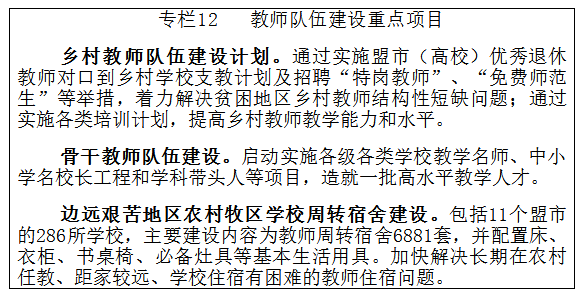 专栏12 教师队伍建设重点项目
乡村教师队伍建设计划。通过实施盟市（高校）优秀退休
教师对口到乡村学校支教计划及招聘“特岗教师”、“免费师范
生”等举措，着力解决贫困地区乡村教师结构性短缺问题；通过
实施各类培训计划，提高乡村教师教学能力和水平。
骨干教师队伍建设。启动实施各级各类学校教学名师、中小
学名校长工程和学科带头人等项目，造就一批高水平教学人才。
边远艰苦地区农村牧区学校周转宿舍建设。包括11个盟市
的286所学校，主要建设内容为教师周转宿舍6881套，并配置床、
衣柜、书桌椅、必备灶具等基本生活用具。加快解决长期在农村
任教、距家较远、学校住宿有困难的教师住宿问题。